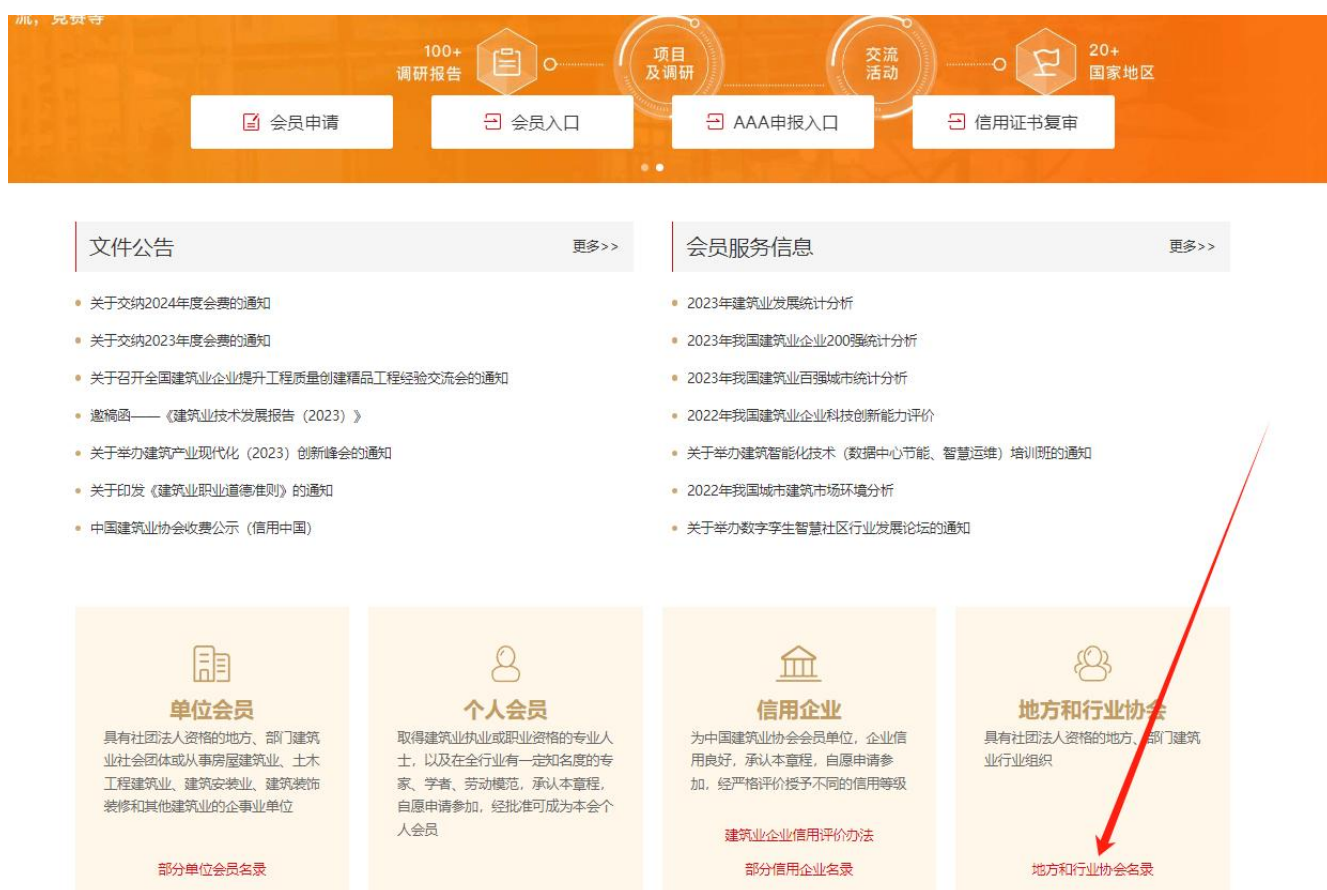 流，竞赛等
100+
调研报告
项目
及调研
交流
活动
20+
国家地区
会员申请
会员入口
AAA申报入口
信用证书复审
文件公告
更多>>
关于交纳2024年度会费的通知
关于交纳2023年度会费的通知
关于召开全国建筑业企业提升工程质量创建精品工程经验交流会的通知
邀稿函——《建筑业技术发展报告（2023）》
关于举办建筑产业现代化（2023）创新峰会的通知
关于印发《建筑业职业道德准则》的通知
中国建筑业协会收费公示（信用中国）
会员服务信息
更多>>
2023年建筑业发展统计分析
2023年我国建筑业企业200强统计分析
2023年我国建筑业百强城市统计分析
2022年我国建筑业企业科技创新能力评价
关于举办建筑智能化技术（数据中心节能、智慧运维）培训班的通知
2022年我国城市建筑市场环境分析
关于举办数字孪生智慧社区行业发展论坛的通知
单位会员
具有社团法人资格的地方、部门建筑
业社会团体或从事房屋建筑业、土木
工程建筑业、建筑安装业、建筑装饰
装修和其他建筑业的企事业单位
部分单位会员名录
个人会员
取得建筑业执业或职业资格的专业人
士，以及在全行业有一定知名度的专
家、学者、劳动模范，承认本章程，
自愿申请参加，经批准可成为本会个
人会员
信用企业
为中国建筑业协会会员单位，企业信
用良好，承认本章程，自愿申请参
加，经严格评价授予不同的信用等级
建筑业企业信用评价办法
部分信用企业名录
地方和行业协会
具有社团法人资格的地方、部门建筑
业行业组织
地方和行业协会名录